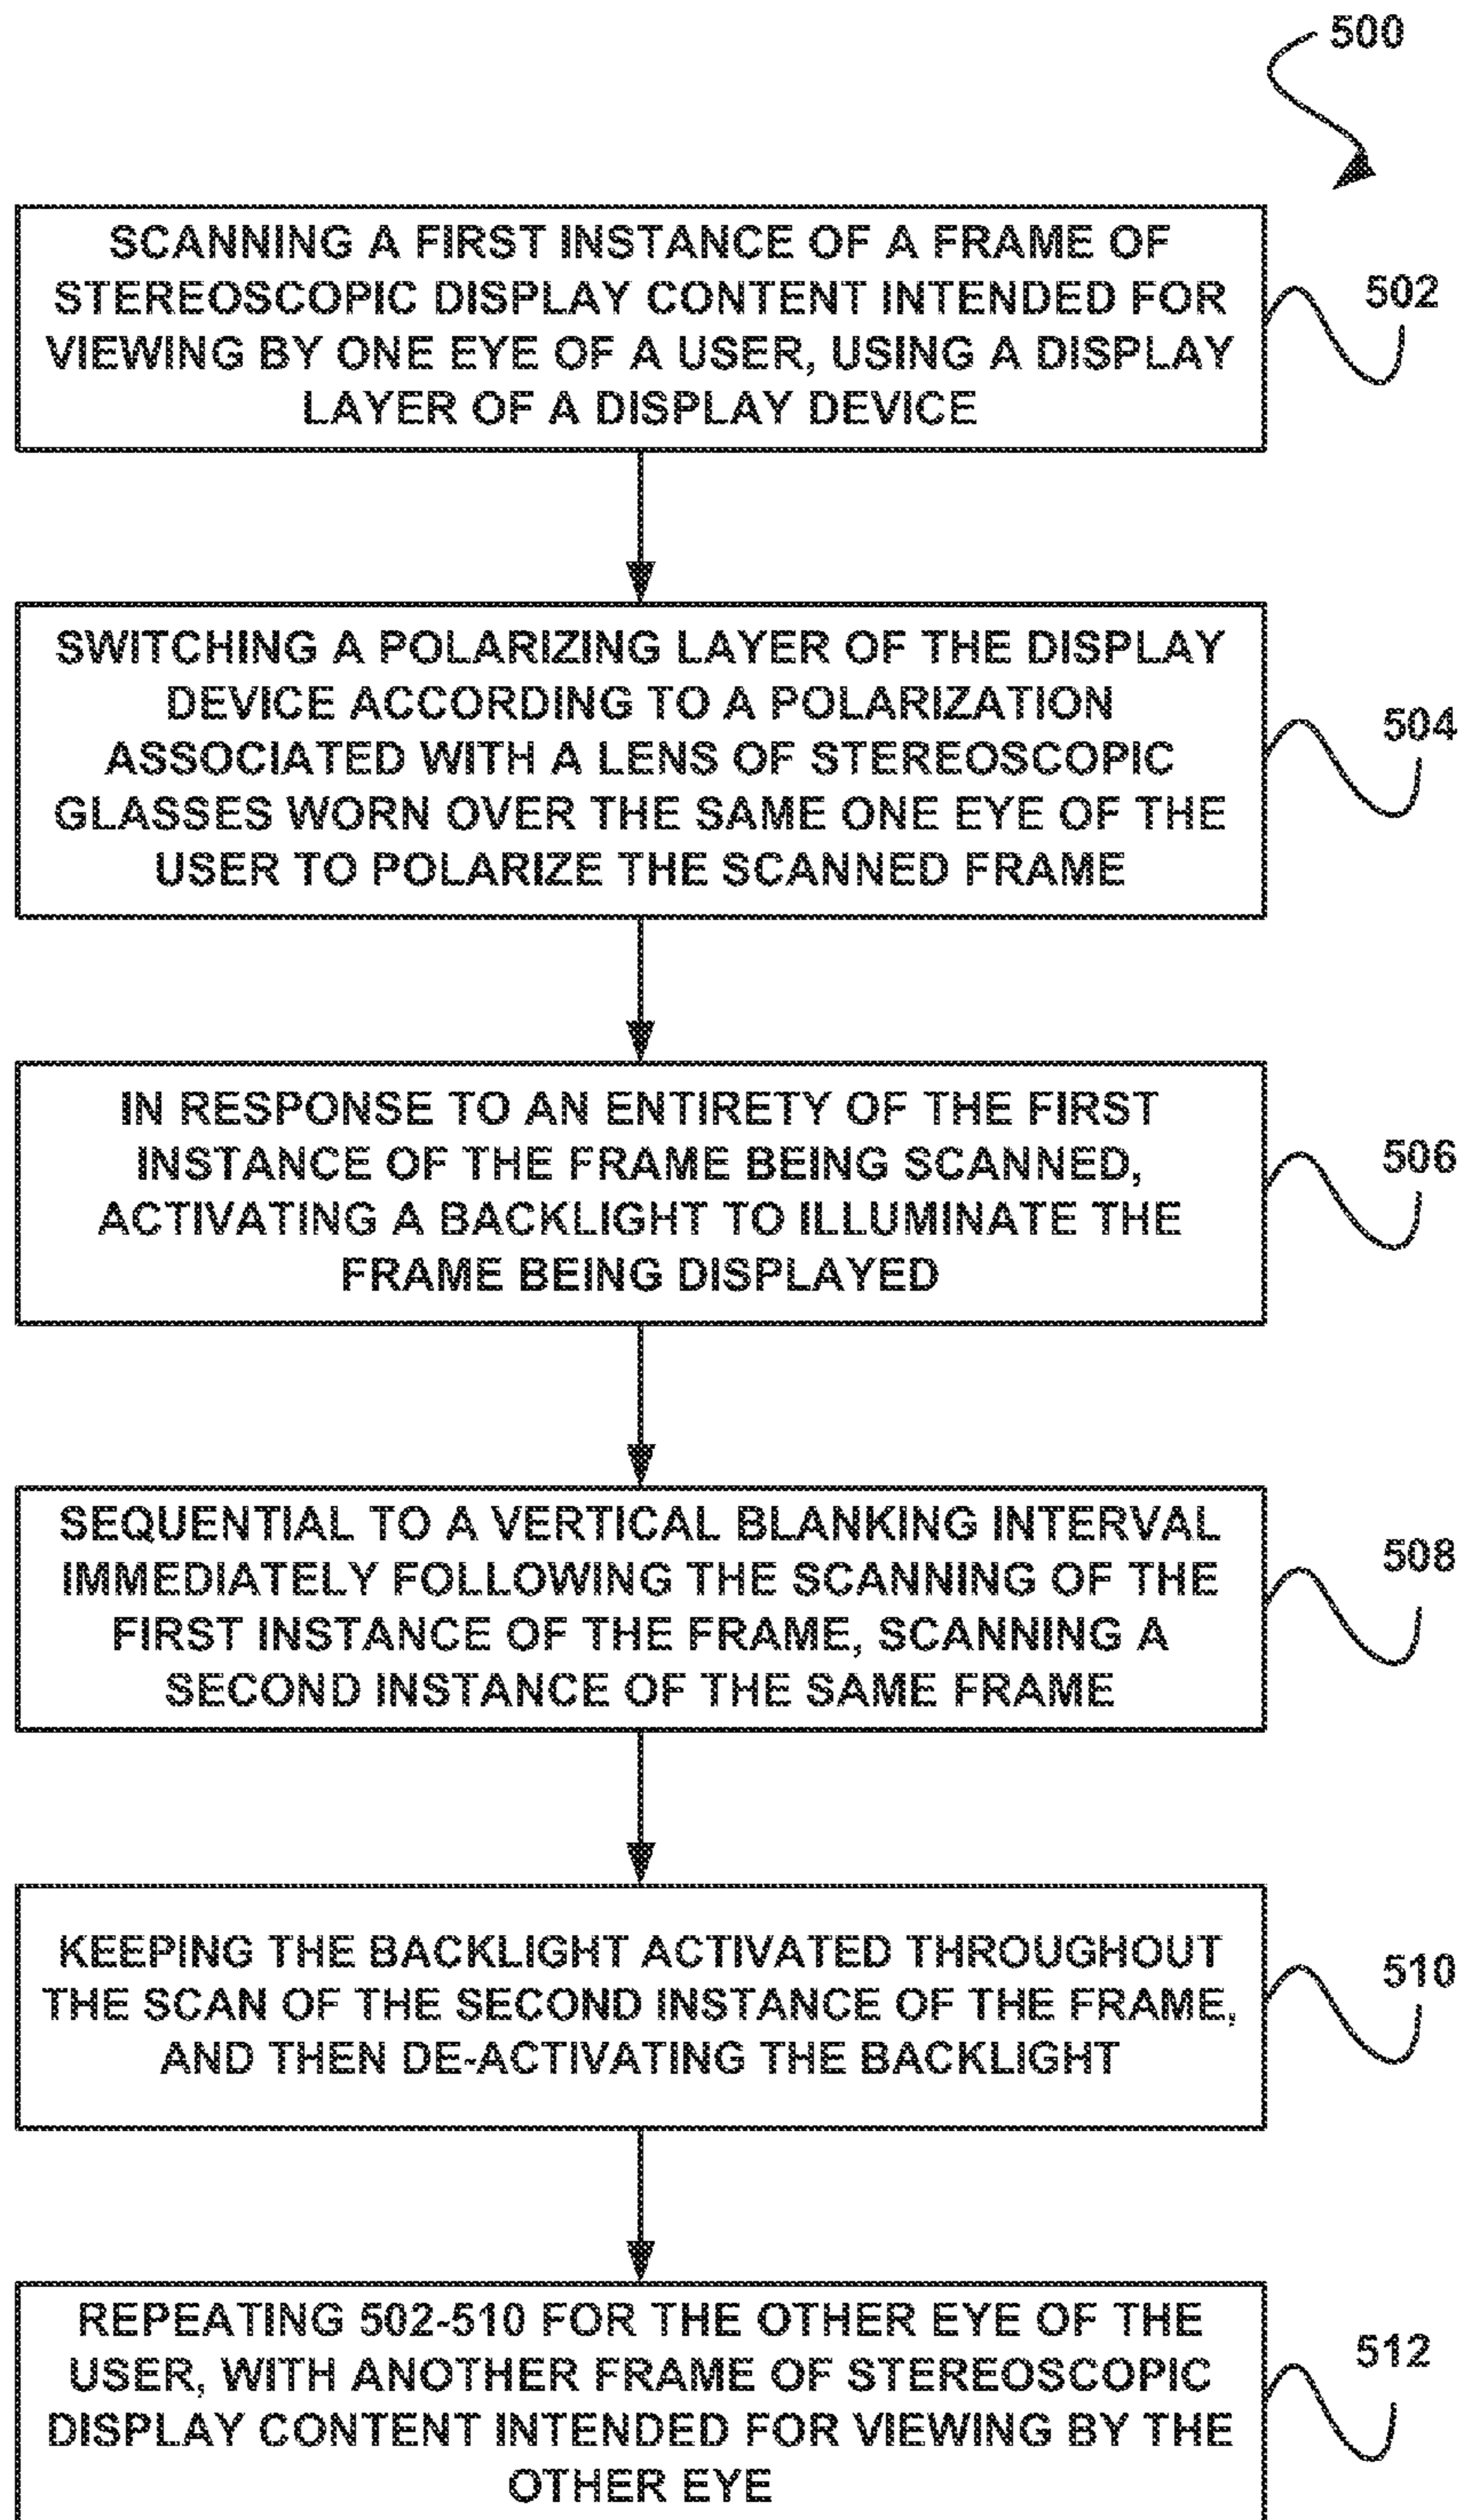 500
SCANNING A FIRST INSTANCE OF A FRAME OF
STEREOSCOPIC DISPLAY CONTENT INTENDED FOR
VIEWING BY ONE EYE OF A USER, USING A DISPLAY
LAYER OF A DISPLAY DEVICE
502
SWITCHING A POLARIZING LAYER OF THE DISPLAY
DEVICE ACCORDING TO A POLARIZATION
ASSOCIATED WITH A LENS OF STEREOSCOPIC
GLASSES WORN OVER THE SAME ONE EYE OF THE
USER TO POLARIZE THE SCANNED FRAME
504
IN RESPONSE TO AN ENTIRETY OF THE FIRST
INSTANCE OF THE FRAME BEING SCANNED,
ACTIVATING A BACKLIGHT TO ILLUMINATE THE
FRAME BEING DISPLAYED
506
SEQUENTIAL TO A VERTICAL BLANKING INTERVAL
IMMEDIATELY FOLLOWING THE SCANNING OF THE
FIRST INSTANCE OF THE FRAME, SCANNING A
SECOND INSTANCE OF THE SAME FRAME
508
KEEPING THE BACKLIGHT ACTIVATED THROUGHOUT
THE SCAN OF THE SECOND INSTANCE OF THE FRAME,
AND THEN DE-ACTIVATING THE BACKLIGHT
510
REPEATING 502-510 FOR THE OTHER EYE OF THE
USER, WITH ANOTHER FRAME OF STEREOSCOPIC
DISPLAY CONTENT INTENDED FOR VIEWING BY THE
OTHER EYE
512